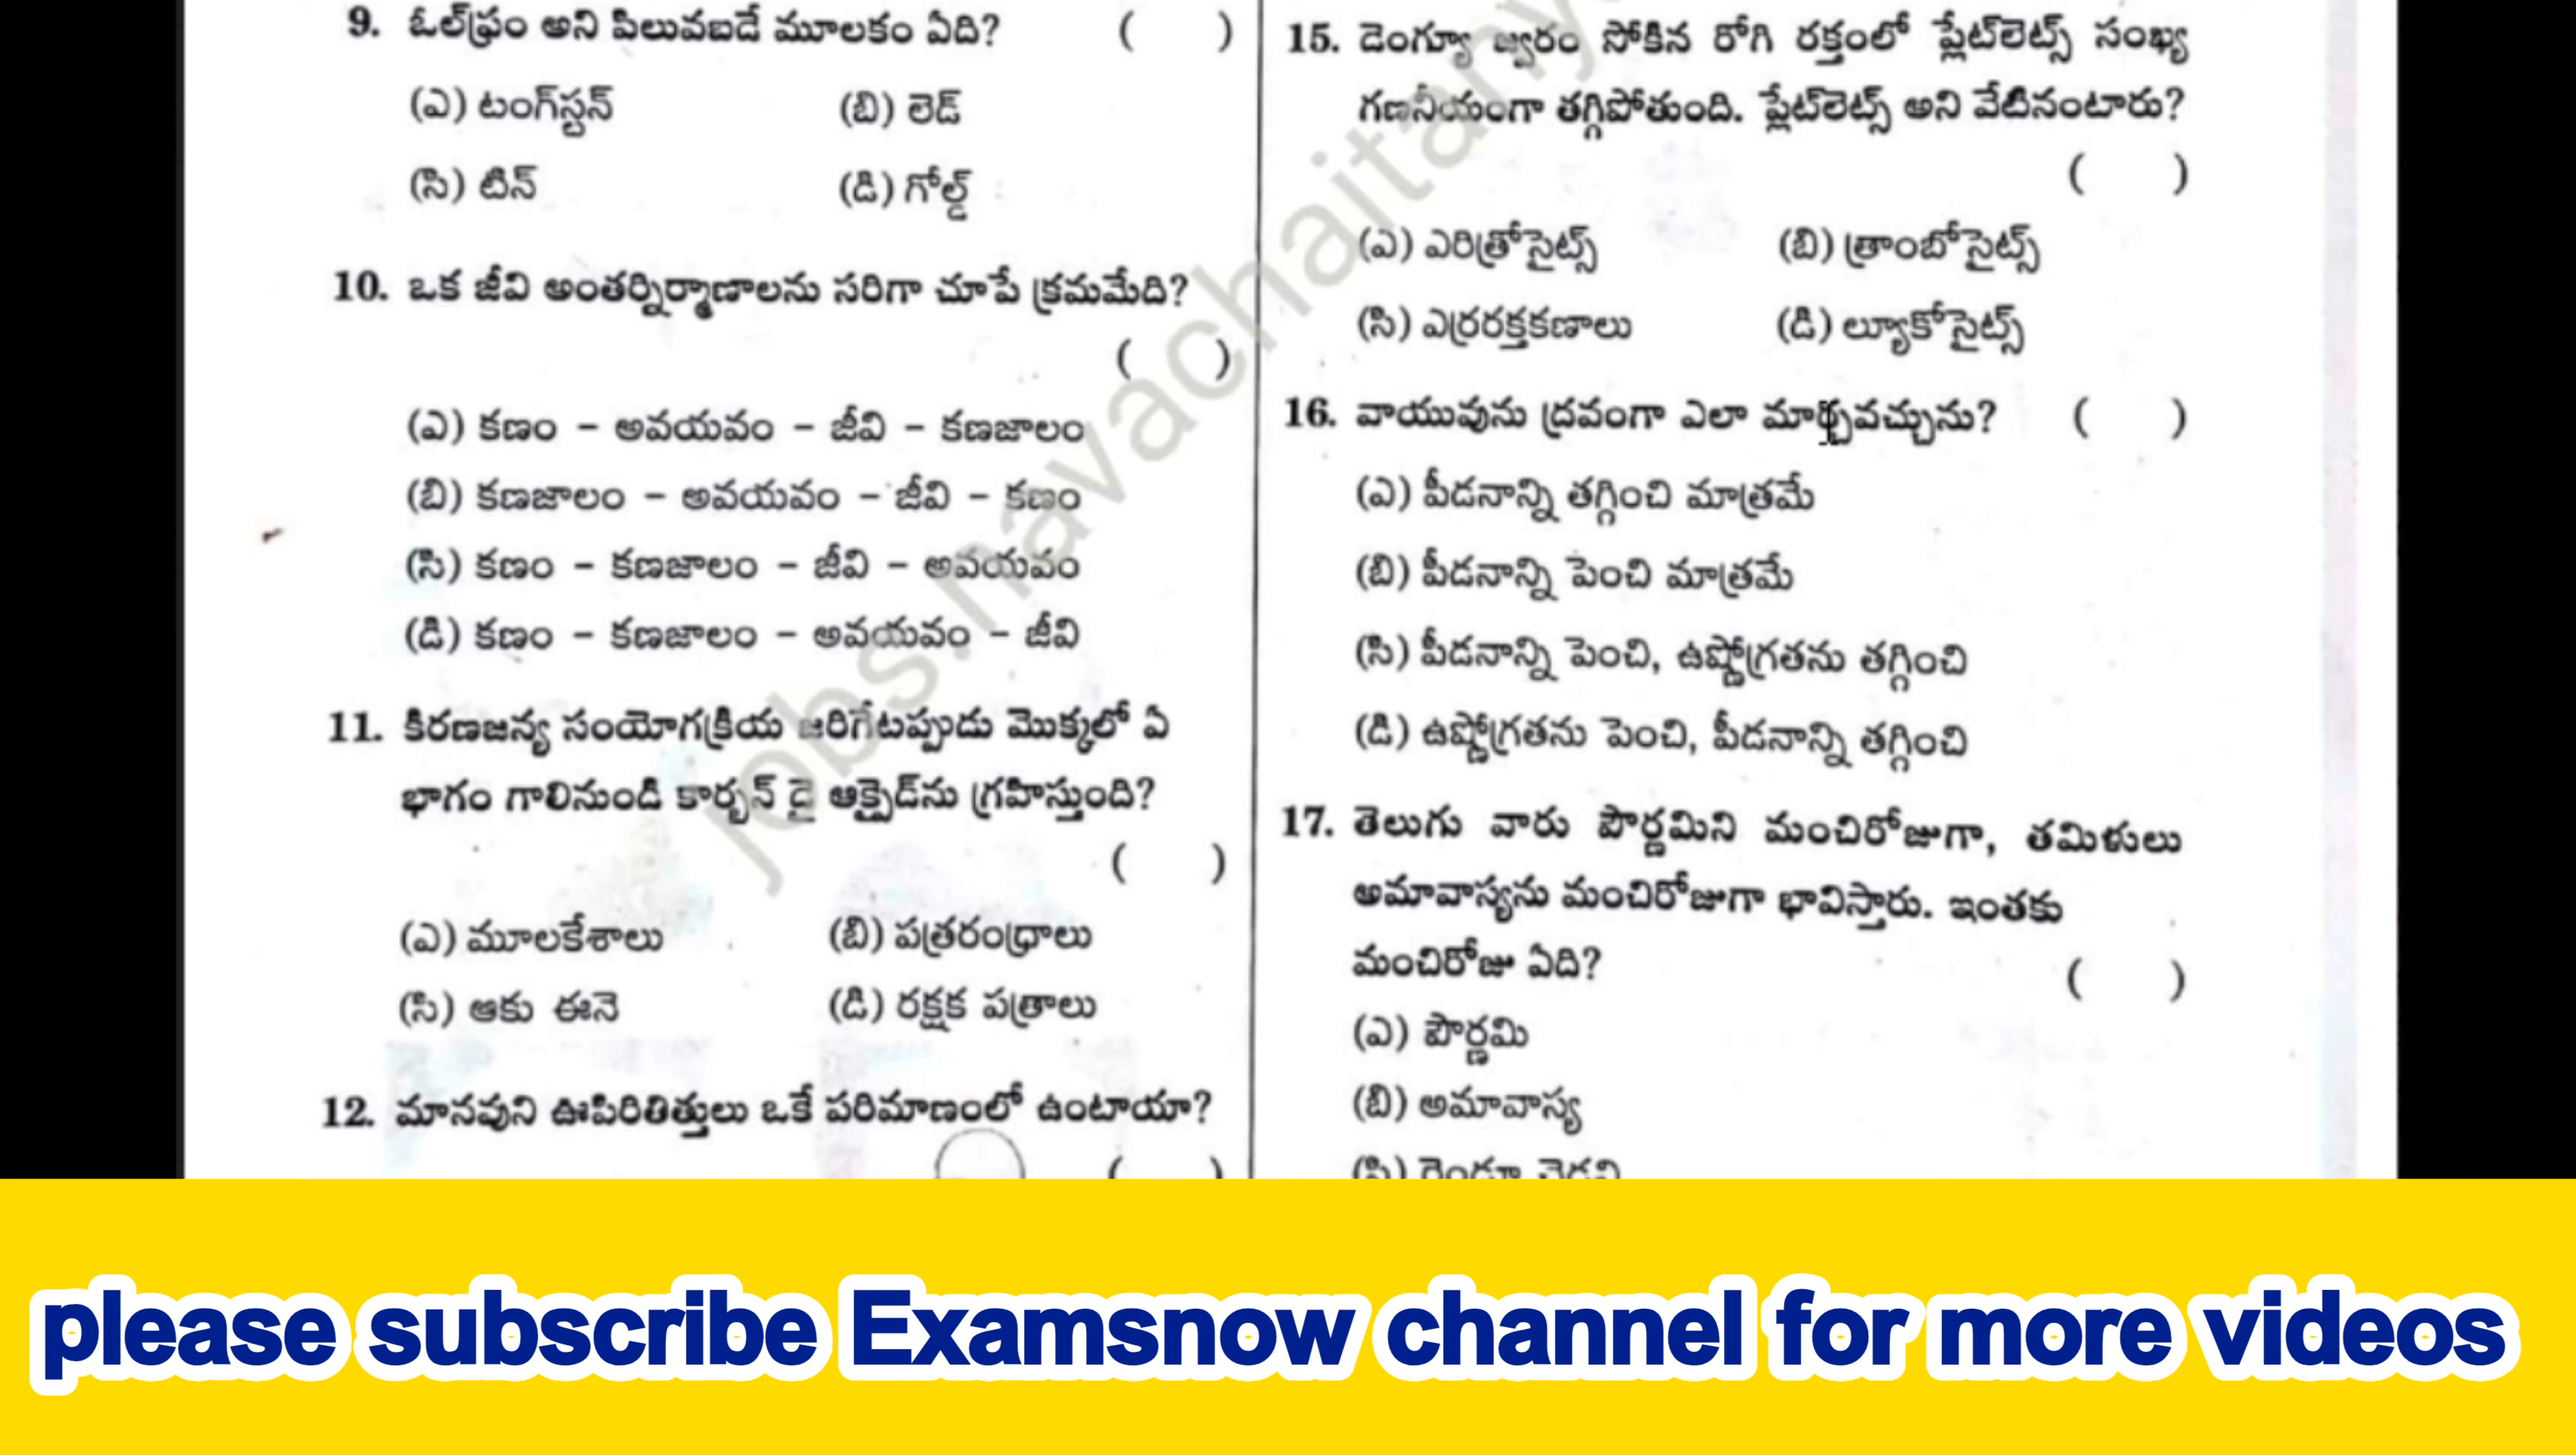 9. ఓల్‌ఫ్రం అని పిలువబడే మూలకం ఏది? ( )
(ఎ) టంగ్‌స్టన్ (బి) లెడ్
(సి) టిన్ (డి) గోల్డ్
10. ఒక జీవి అంతర్నిర్మాణాలను సరిగా చూపే క్రమమేది?
( )
(ఎ) కణం – అవయవం – జీవి – కణజాలం
(బి) కణజాలం – అవయవం – జీవి – కణం
(సి) కణం – కణజాలం – జీవి – అవయవం
(డి) కణం – కణజాలం – అవయవం – జీవి
11. కిరణజన్య సంయోగక్రియ జరిగేటప్పుడు మొక్కలో ఏ
భాగం గాలినుండి కార్బన్ డై ఆక్సైడ్‌ను గ్రహిస్తుంది?
( )
(ఎ) మూలకేశాలు (బి) పత్రరంధ్రాలు
(సి) ఆకు ఈనె (డి) రక్షక పత్రాలు
12. మానవుని ఊపిరితిత్తులు ఒకే పరిమాణంలో ఉంటాయా?
( )
15. డెంగ్యూ జ్వరం సోకిన రోగి రక్తంలో ప్లేట్‌లెట్స్ సంఖ్య
గణనీయంగా తగ్గిపోతుంది. ప్లేట్‌లెట్స్ అని వేటినంటారు?
( )
(ఎ) ఎరిత్రోసైట్స్ (బి) త్రాంబోసైట్స్
(సి) ఎర్రరక్తకణాలు (డి) ల్యూకోసైట్స్
16. వాయువును ద్రవంగా ఎలా మార్చవచ్చును? ( )
(ఎ) పీడనాన్ని తగ్గించి మాత్రమే
(బి) పీడనాన్ని పెంచి మాత్రమే
(సి) పీడనాన్ని పెంచి, ఉష్ణోగ్రతను తగ్గించి
(డి) ఉష్ణోగ్రతను పెంచి, పీడనాన్ని తగ్గించి
17. తెలుగు వారు పౌర్ణమిని మంచిరోజుగా, తమిళులు
అమావాస్యను మంచిరోజుగా భావిస్తారు. ఇంతకు
మంచిరోజు ఏది? ( )
(ఎ) పౌర్ణమి
(బి) అమావాస్య
(సి) రెండూ చెడవి
jobs.navachaitany
please subscribe Examsnow channel for more videos